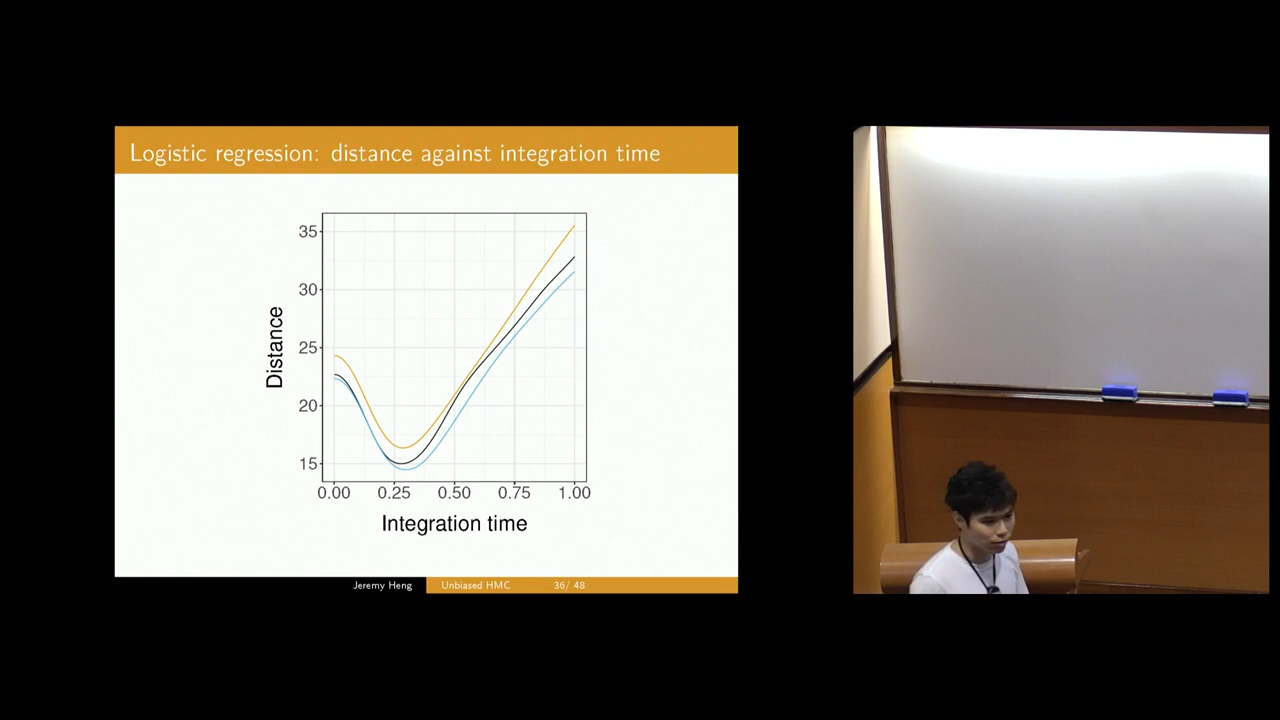 Logistic regression: distance against integration time
35
30
25
20
15
Distance
0.00 0.25 0.50 0.75 1.00
Integration time
Jeremy Heng Unbiased HMC 36/ 48